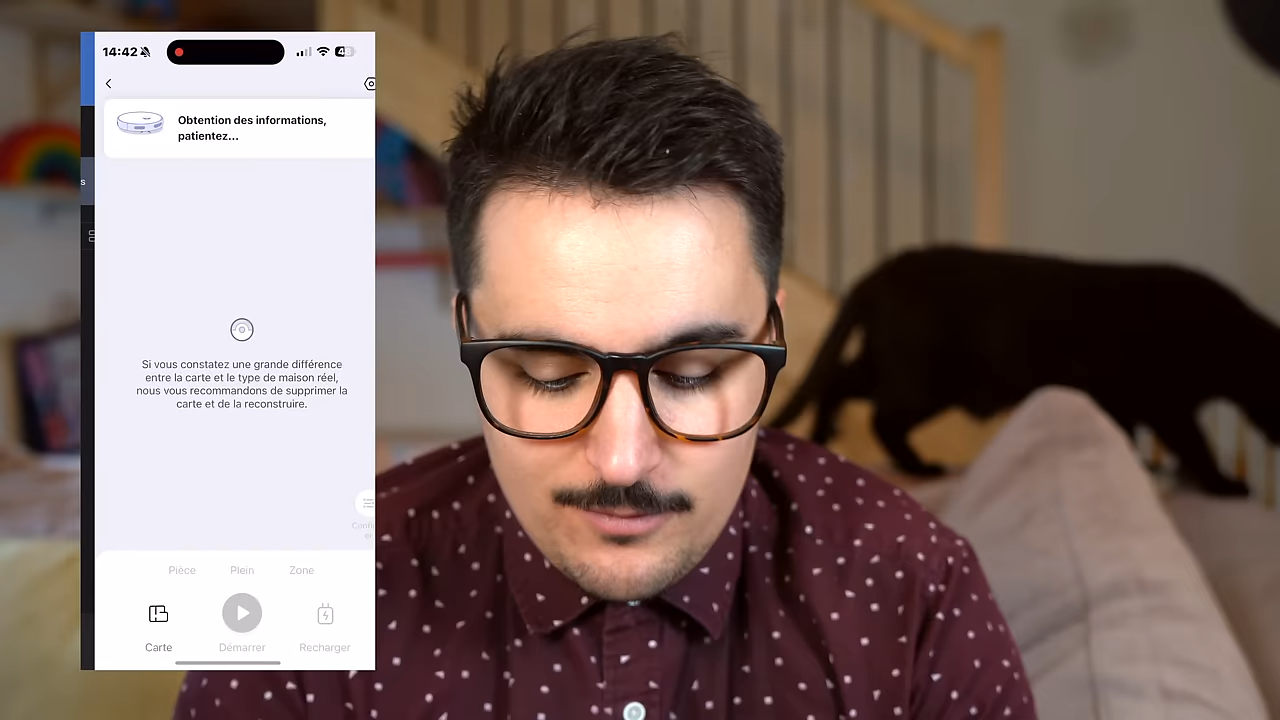 14:42
s
Obtention des informations,
patientez...
Si vous constatez une grande différence
entre la carte et le type de maison réel,
nous vous recommandons de supprimer la
carte et de la reconstruire.
Pièce Plein Zone
Carte Démarrer Recharger